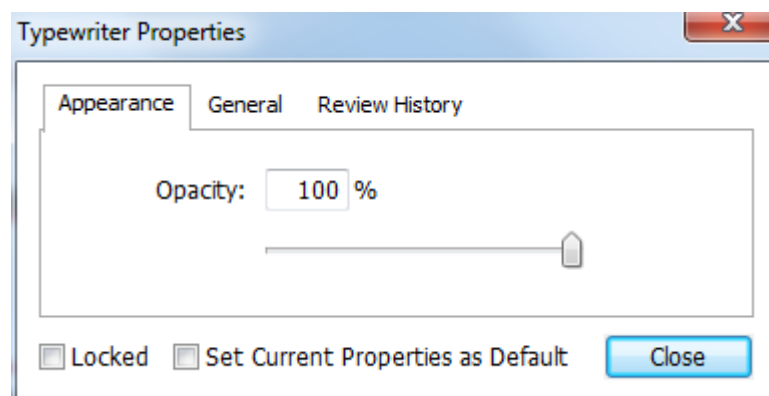 Typewriter Properties
Appearance General Review History
Opacity: 100 %
Locked Set Current Properties as Default Close